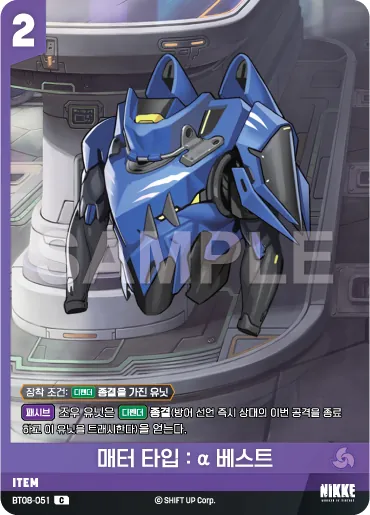 2
SAMPLE
장착 조건: 디펜더 종결을 가진 유닛
패시브 조우 유닛은 디펜더 종결(방어 선언 즉시 상대의 이번 공격을 종료
하고 이 유닛을 트래시한다)을 얻는다.
매터 타입 : α 베스트
ITEM
BT08-051 C
© SHIFT UP Corp.
NIKKE